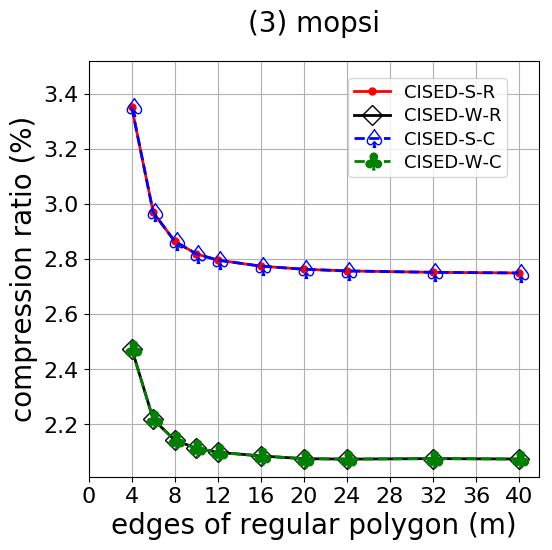 (3) mopsi
compression ratio (%)
3.4
3.2
3.0
2.8
2.6
2.4
2.2
CISED-S-R
CISED-W-R
CISED-S-C
CISED-W-C
0 4 8 12 16 20 24 28 32 36 40
edges of regular polygon (m)